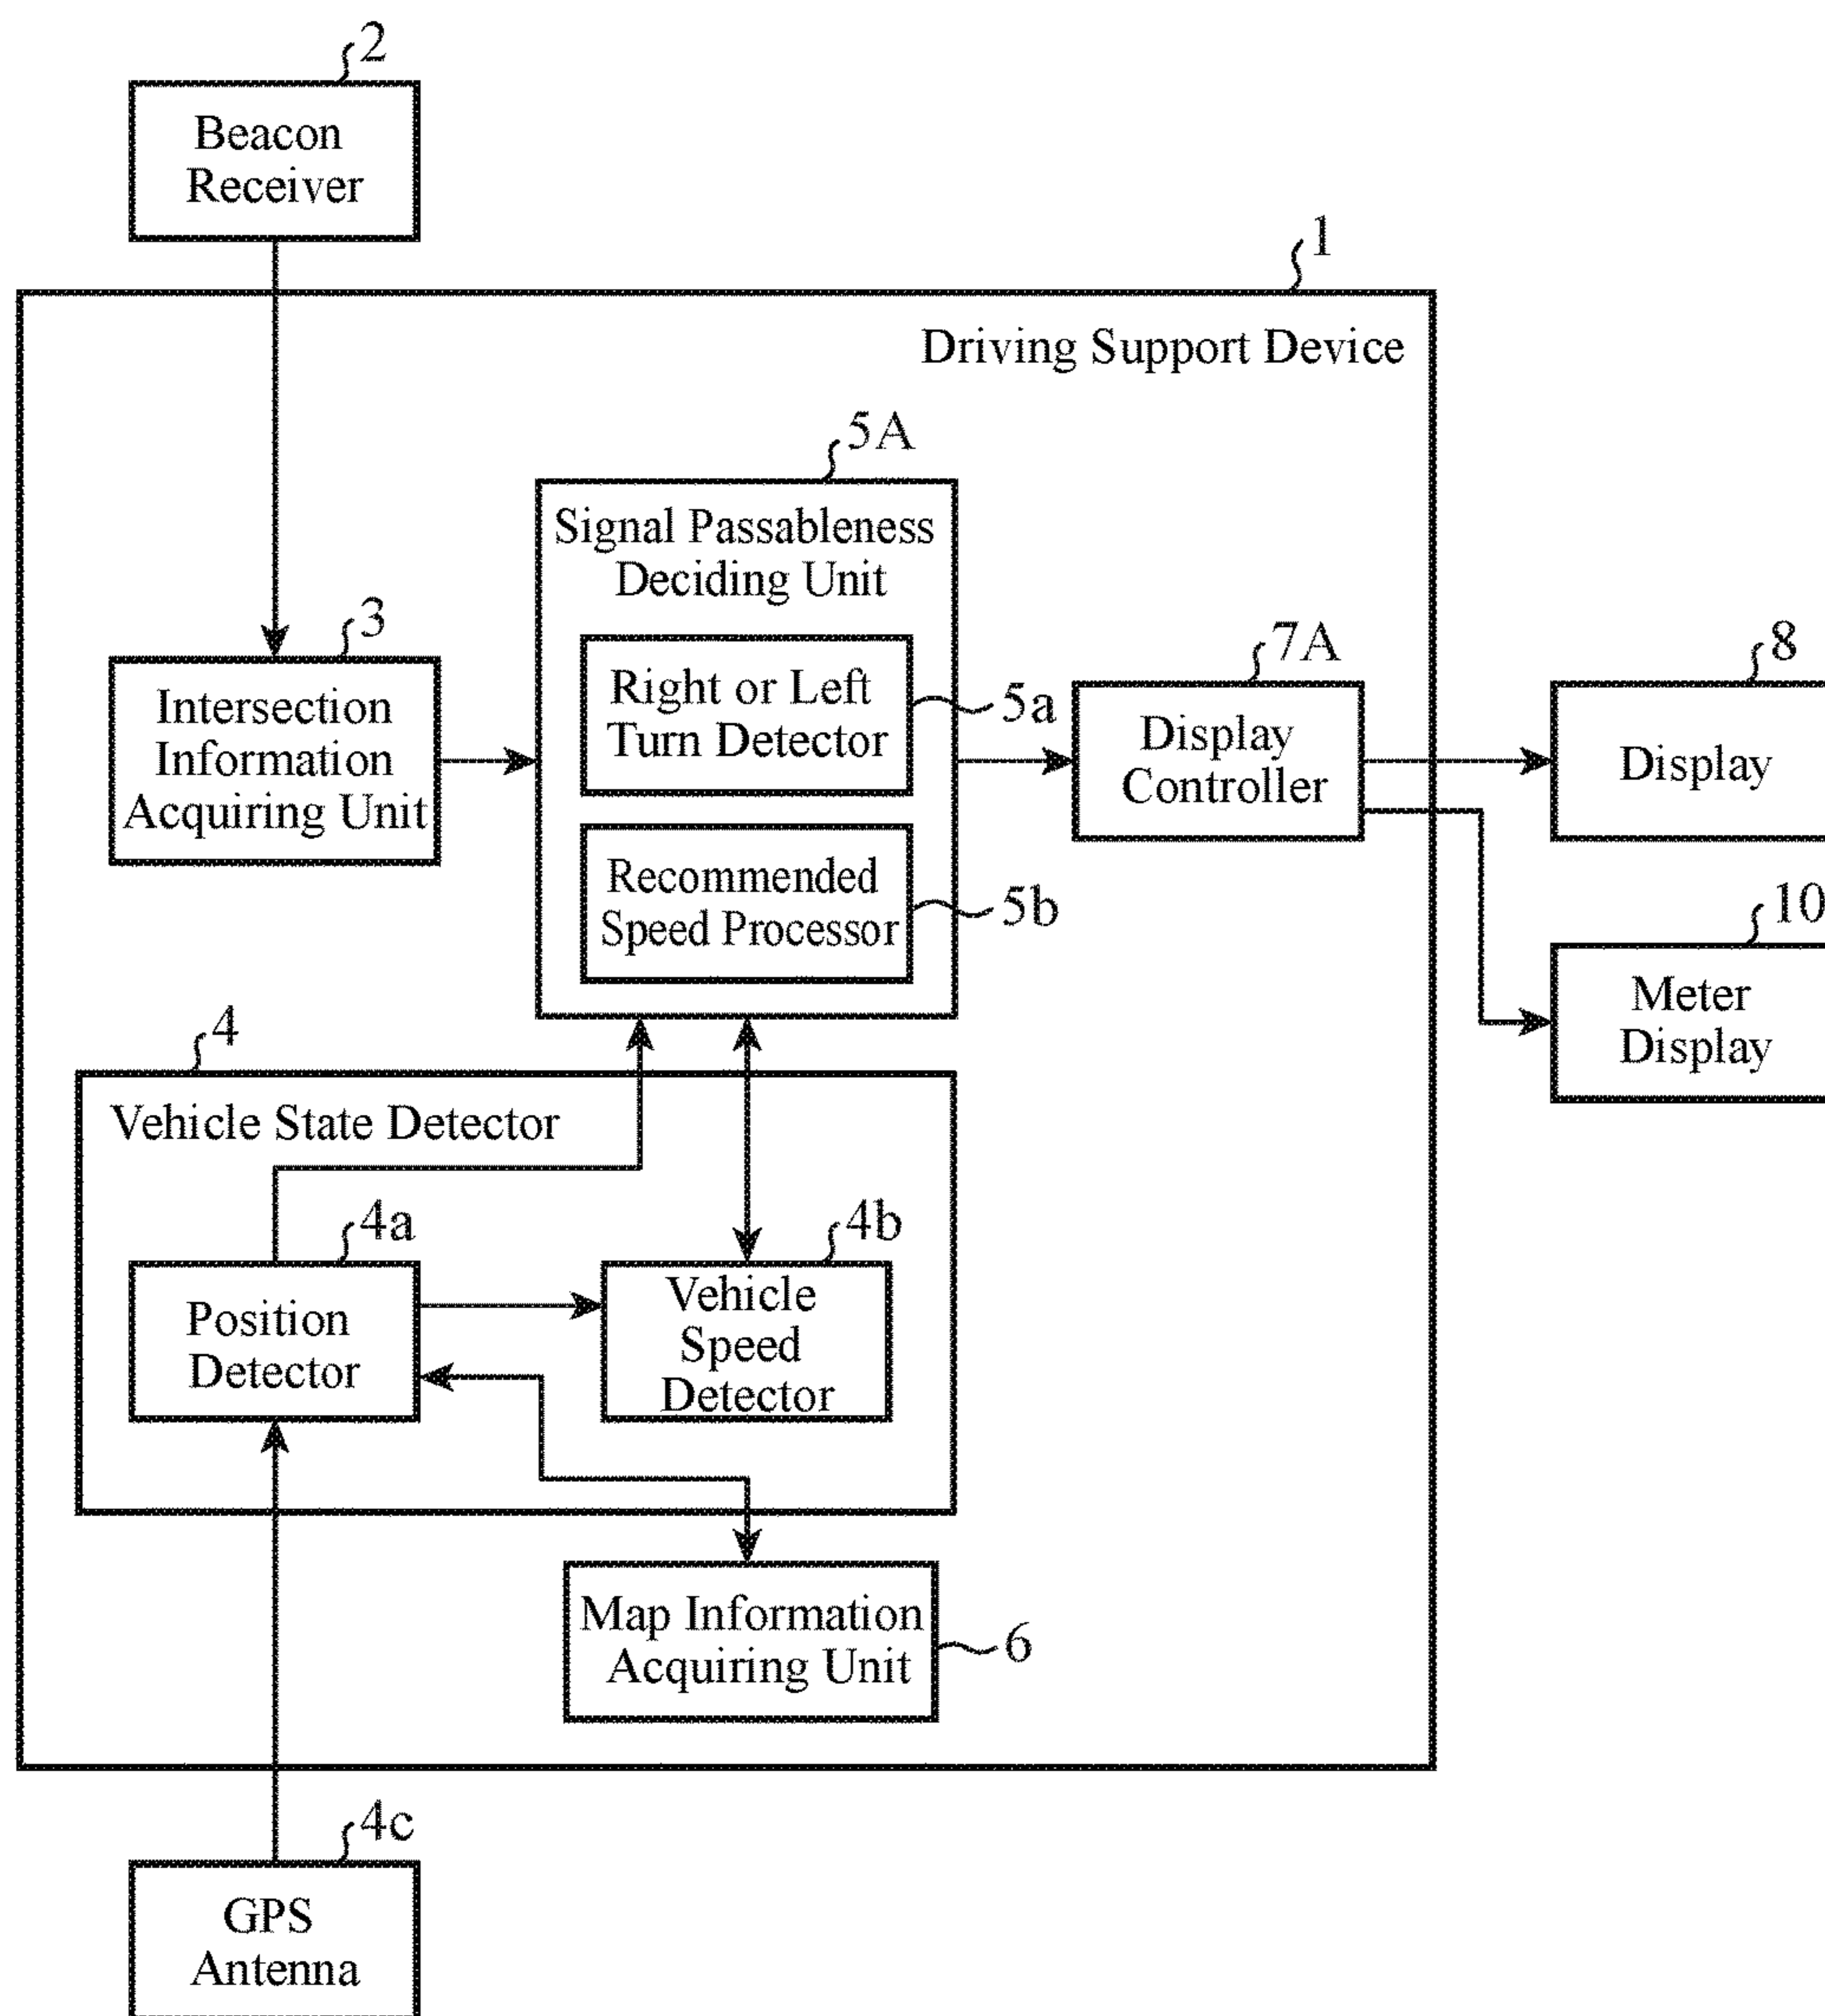 2
Beacon
Receiver
1
Driving Support Device
5A
Signal Passableness
Deciding Unit
3
Intersection
Information
Acquiring Unit
Right or Left
Turn Detector
5a
Recommended
Speed Processor
5b
7A
Display
Controller
8
Display
10
Meter
Display
4
Vehicle State Detector
4a
Position
Detector
4b
Vehicle
Speed
Detector
Map Information
Acquiring Unit
6
4c
GPS
Antenna